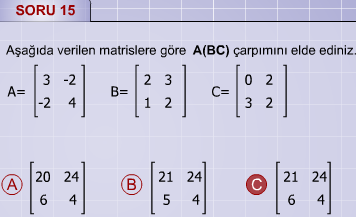 SORU 15
Aşağıda verilen matrislere göre A(BC) çarpımını elde ediniz.
A= [3 -2
-2 4] B= [2 3
1 2] C= [0 2
3 2]
A [20 24
6 4] B [21 24
5 4] C [21 24
6 4]